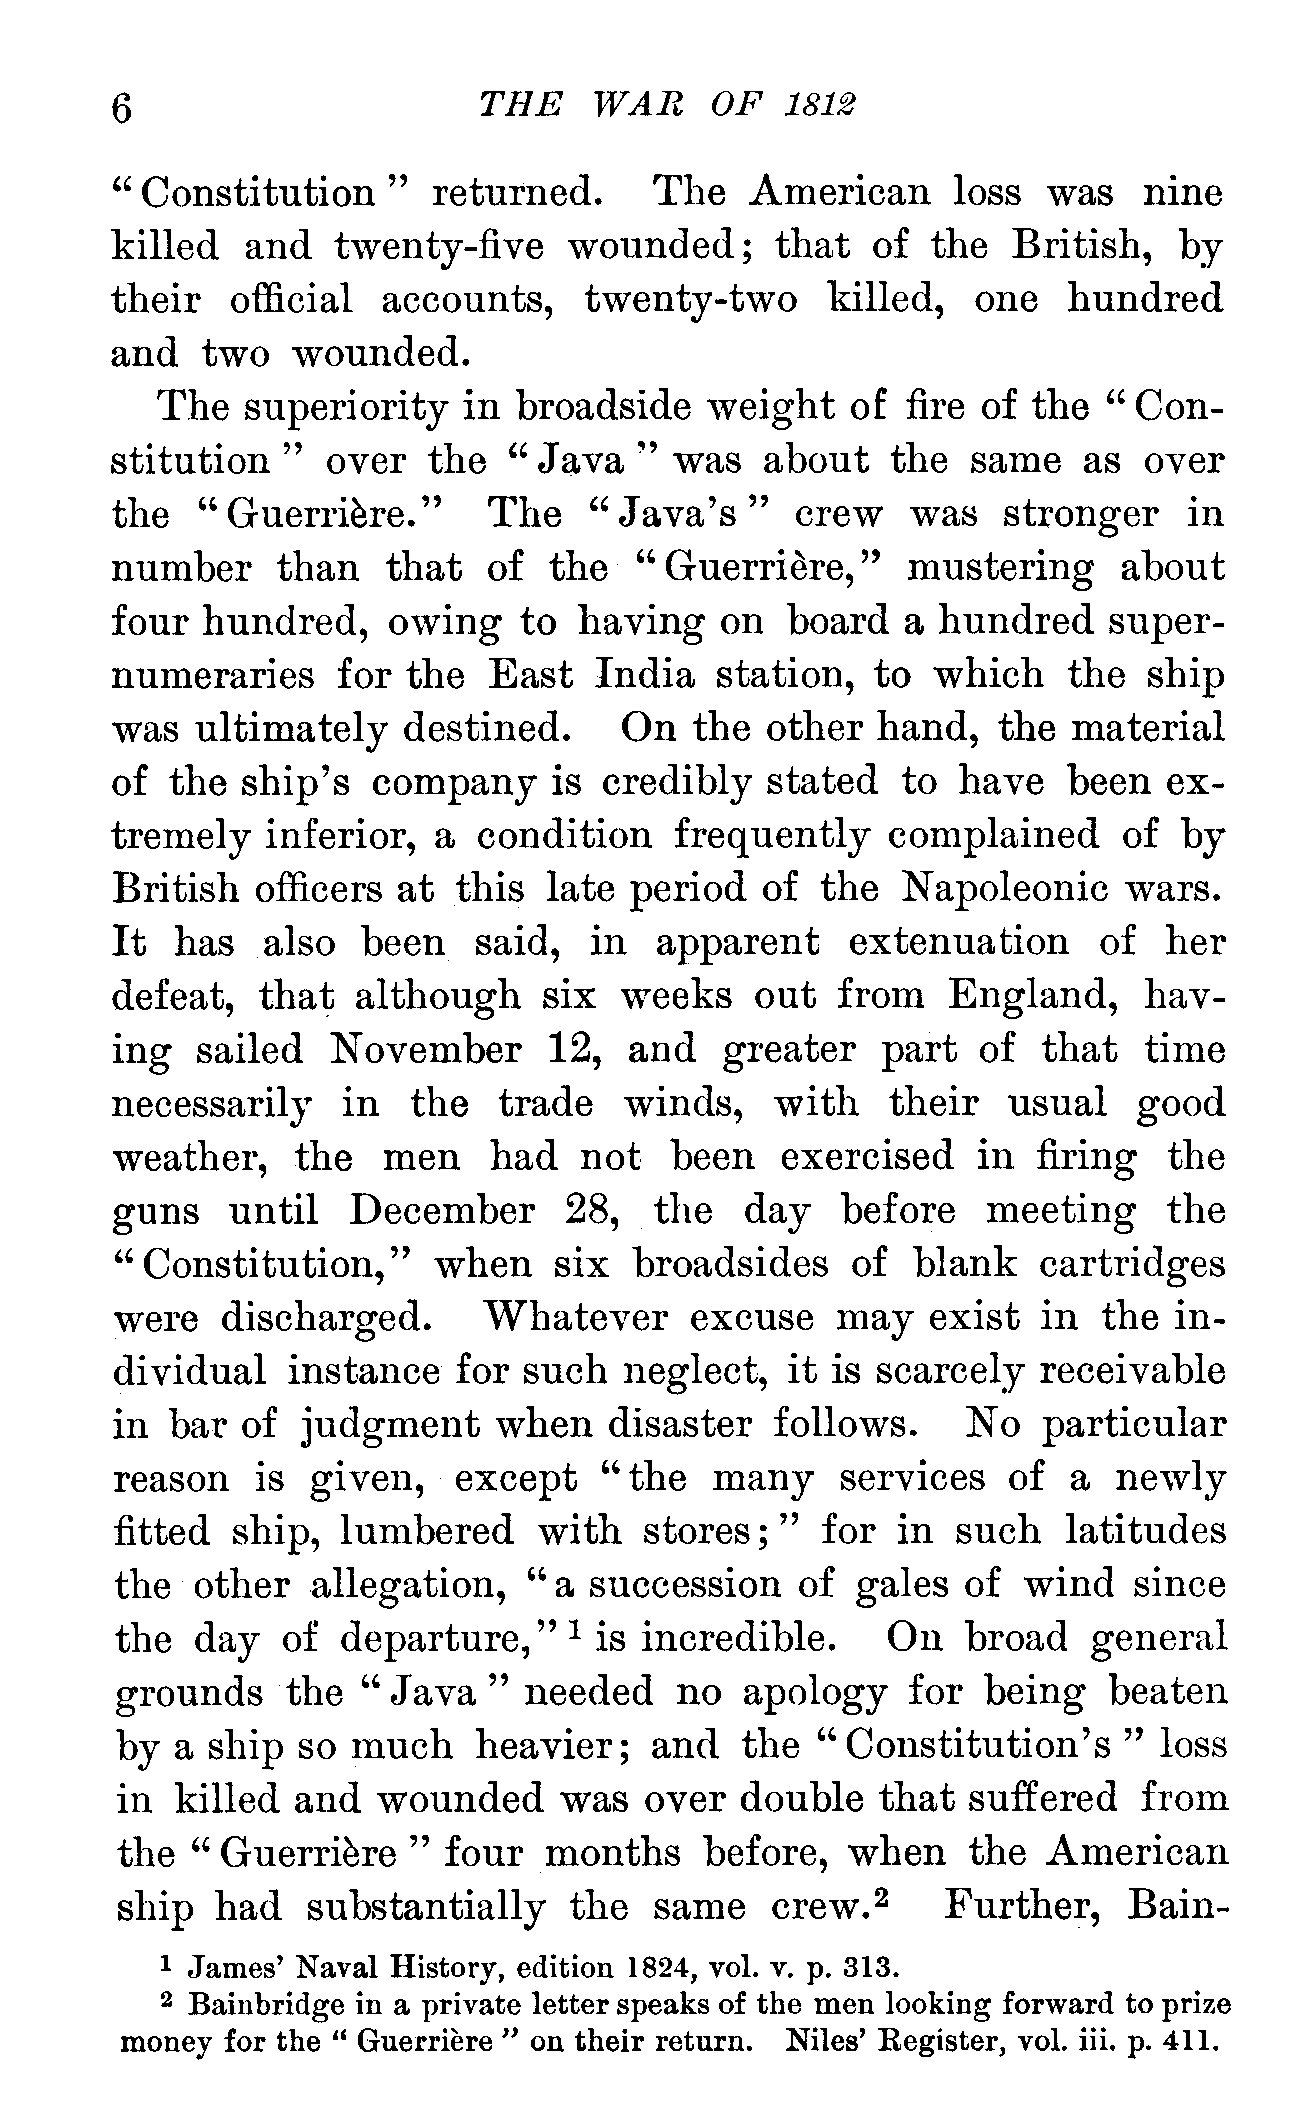 6 THE WAR OF 1812
“Constitution” returned. The American loss was nine
killed and twenty-five wounded; that of the British, by
their official accounts, twenty-two killed, one hundred
and two wounded.
The superiority in broadside weight of fire of the “Con-
stitution” over the “Java” was about the same as over
the “Guerrière.” The “Java’s” crew was stronger in
number than that of the “Guerrière,” mustering about
four hundred, owing to having on board a hundred super-
numeraries for the East India station, to which the ship
was ultimately destined. On the other hand, the material
of the ship’s company is credibly stated to have been ex-
tremely inferior, a condition frequently complained of by
British officers at this late period of the Napoleonic wars.
It has also been said, in apparent extenuation of her
defeat, that although six weeks out from England, hav-
ing sailed November 12, and greater part of that time
necessarily in the trade winds, with their usual good
weather, the men had not been exercised in firing the
guns until December 28, the day before meeting the
“Constitution,” when six broadsides of blank cartridges
were discharged. Whatever excuse may exist in the in-
dividual instance for such neglect, it is scarcely receivable
in bar of judgment when disaster follows. No particular
reason is given, except “the many services of a newly
fitted ship, lumbered with stores;” for in such latitudes
the other allegation, “a succession of gales of wind since
the day of departure,”¹ is incredible. On broad general
grounds the “Java” needed no apology for being beaten
by a ship so much heavier; and the “Constitution’s” loss
in killed and wounded was over double that suffered from
the “Guerrière” four months before, when the American
ship had substantially the same crew.² Further, Bain-
¹ James’ Naval History, edition 1824, vol. v. p. 313.
² Bainbridge in a private letter speaks of the men looking forward to prize
money for the “Guerrière” on their return. Niles’ Register, vol. iii. p. 411.